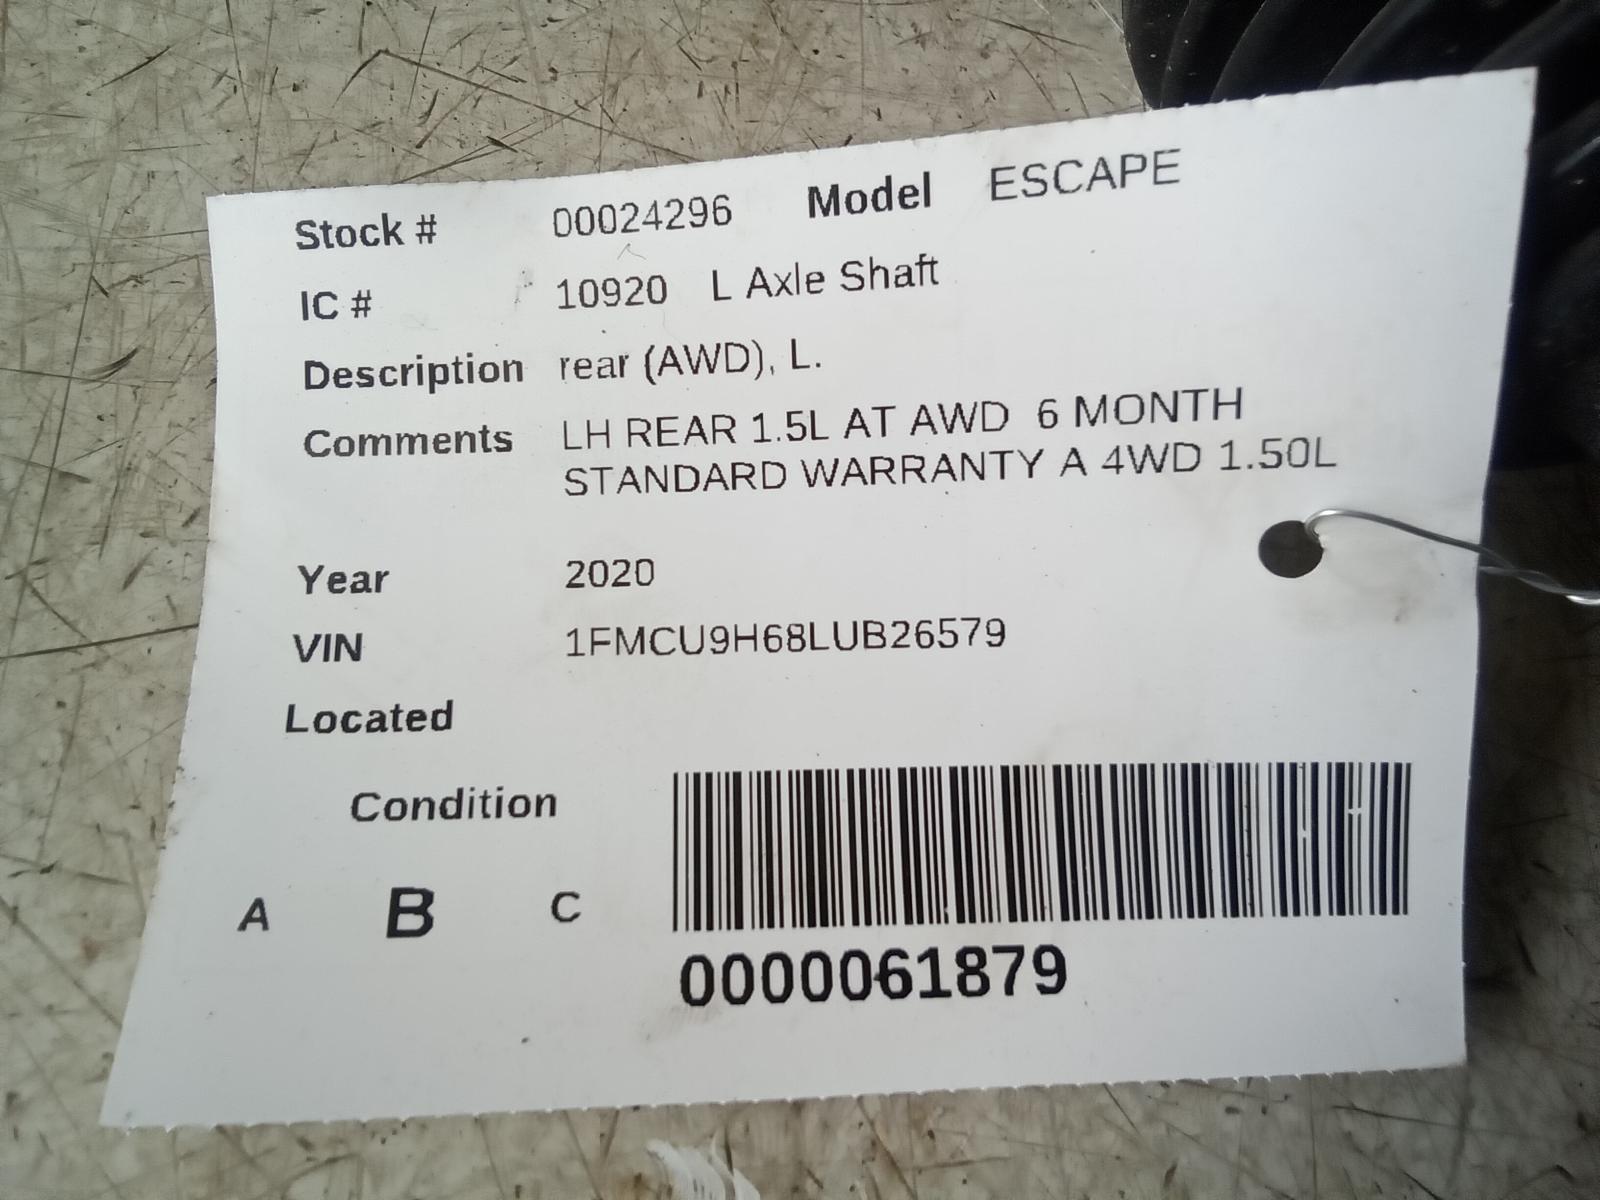 Stock # 00024296 Model ESCAPE
IC # 10920 L Axle Shaft
Description rear (AWD), L.
Comments LH REAR 1.5L AT AWD 6 MONTH
STANDARD WARRANTY A 4WD 1.50L
Year 2020
VIN 1FMCU9H68LUB26579
Located
Condition
A B C
0000061879